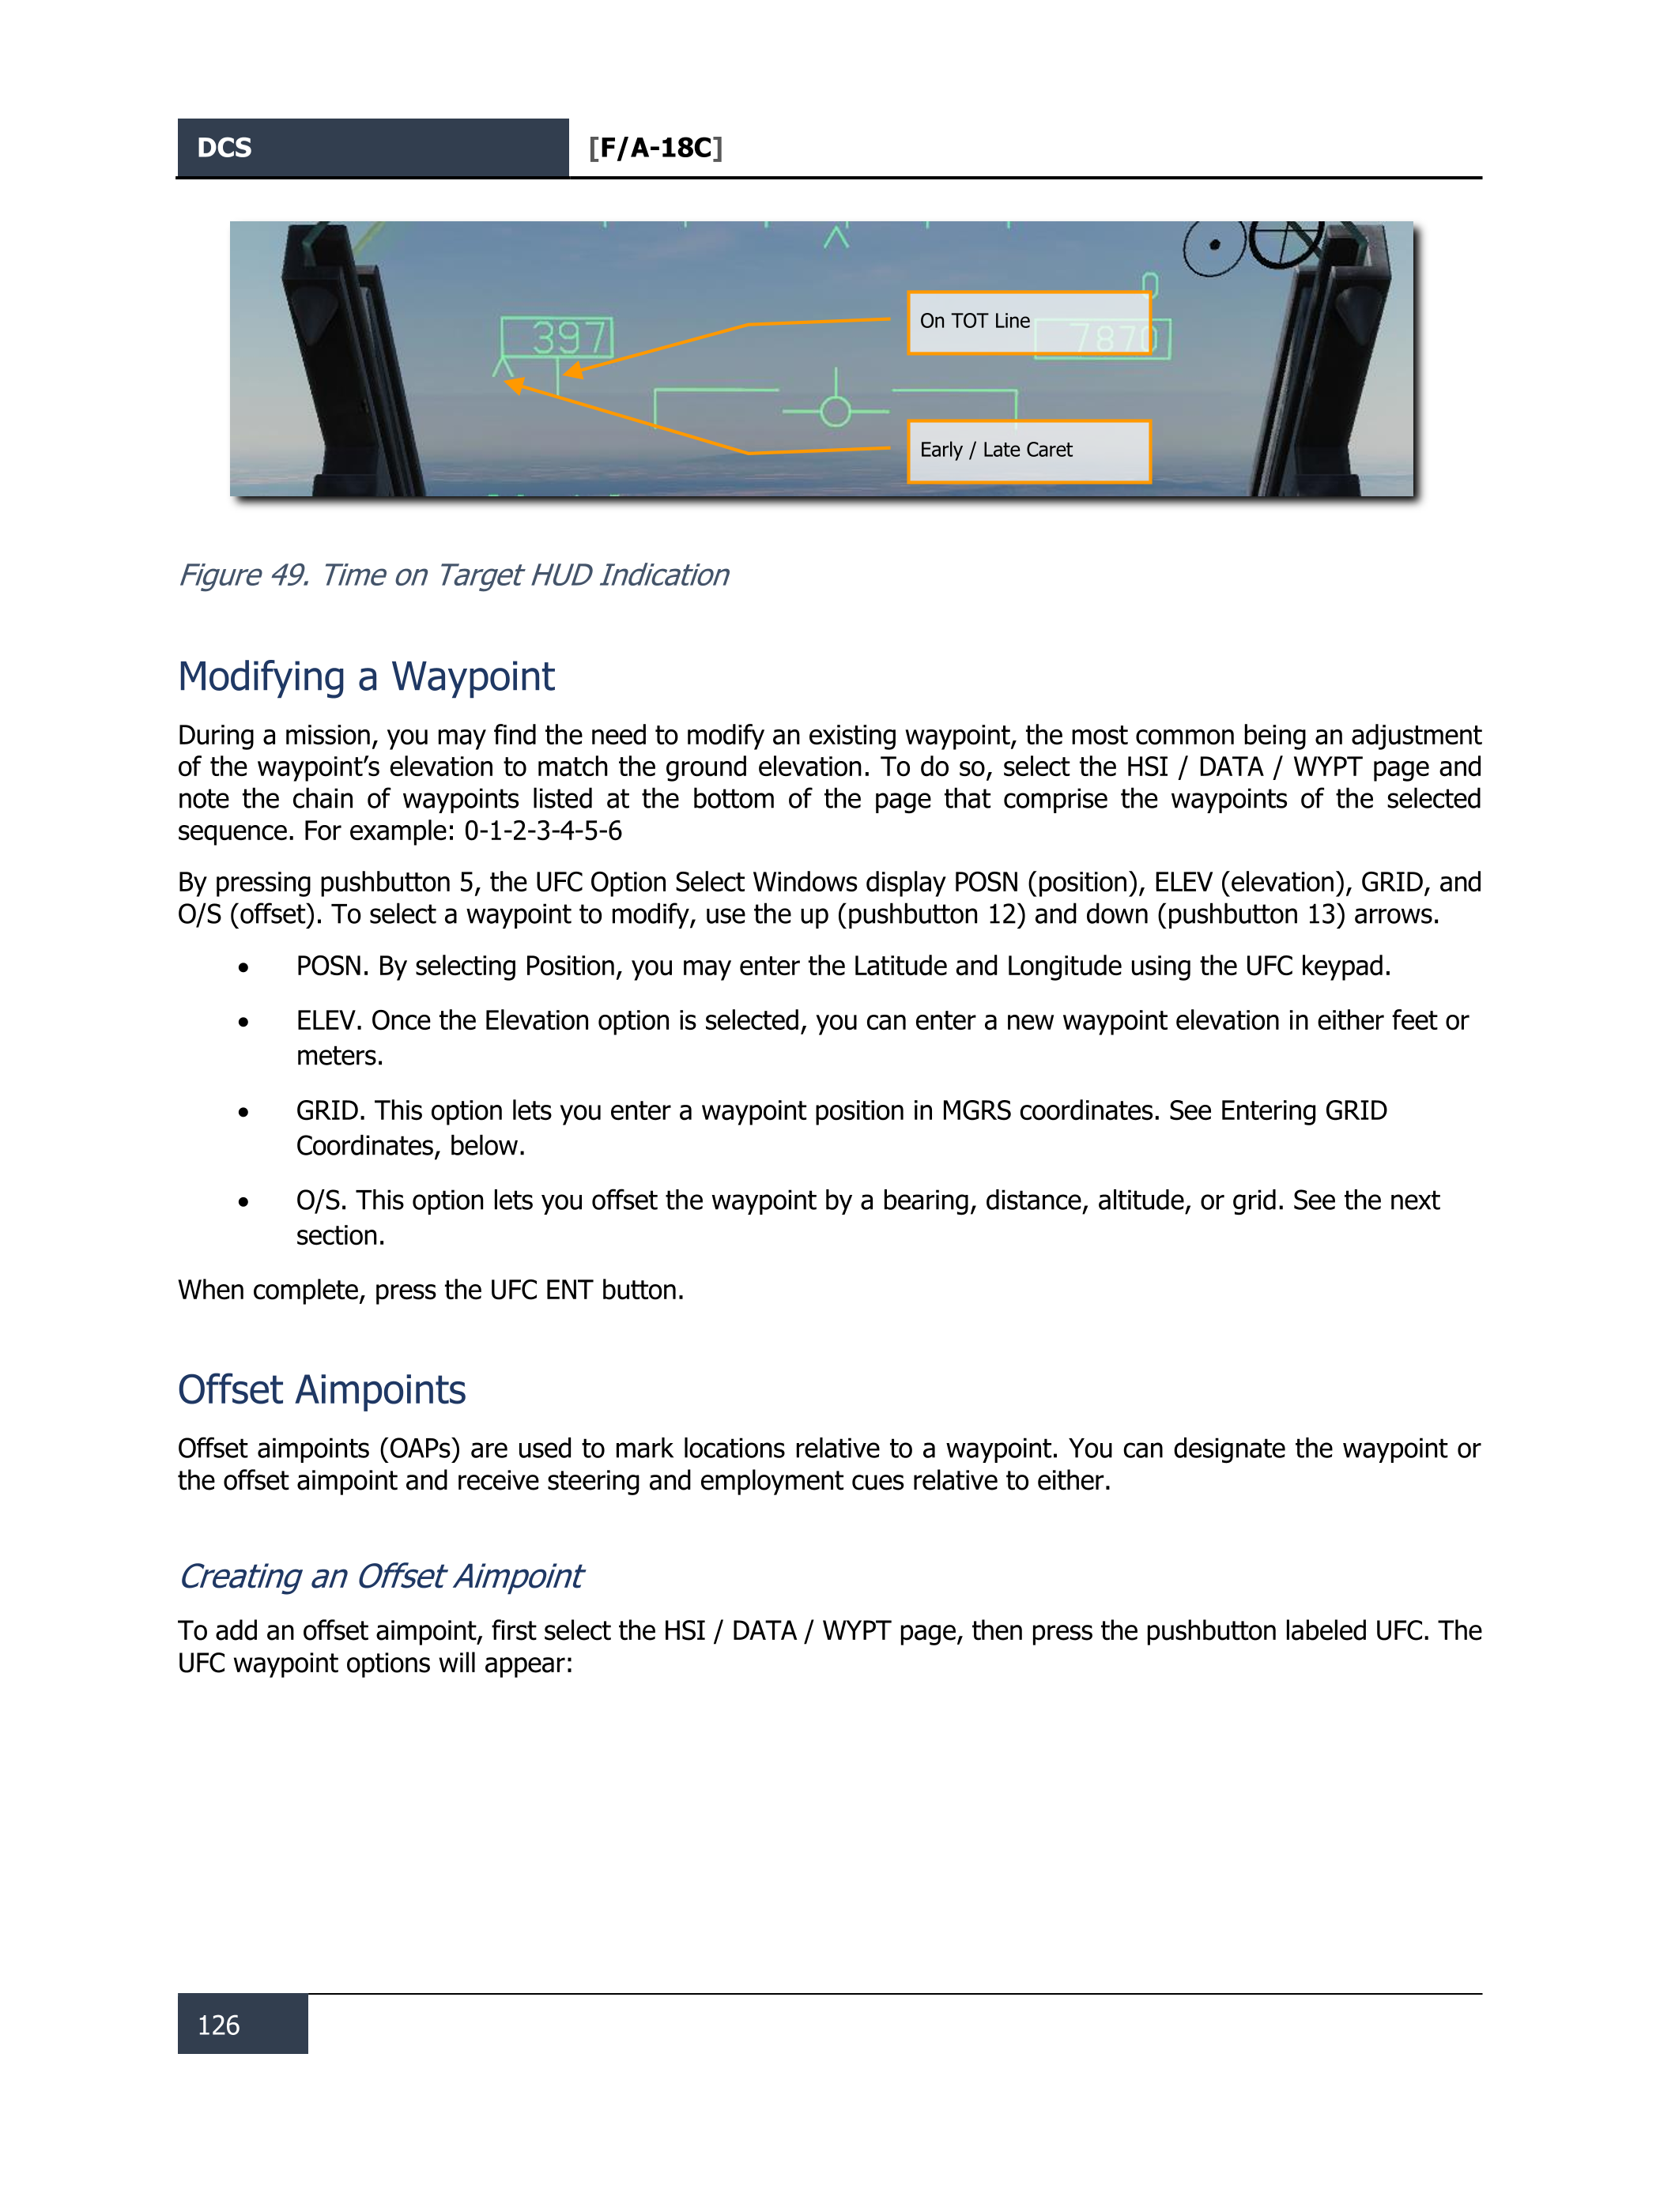 DCS [F/A-18C]
0
397
7870
On TOT Line
Early / Late Caret
Figure 49. Time on Target HUD Indication
Modifying a Waypoint
During a mission, you may find the need to modify an existing waypoint, the most common being an adjustment
of the waypoint’s elevation to match the ground elevation. To do so, select the HSI / DATA / WYPT page and
note the chain of waypoints listed at the bottom of the page that comprise the waypoints of the selected
sequence. For example: 0-1-2-3-4-5-6
By pressing pushbutton 5, the UFC Option Select Windows display POSN (position), ELEV (elevation), GRID, and
O/S (offset). To select a waypoint to modify, use the up (pushbutton 12) and down (pushbutton 13) arrows.
• POSN. By selecting Position, you may enter the Latitude and Longitude using the UFC keypad.
• ELEV. Once the Elevation option is selected, you can enter a new waypoint elevation in either feet or
meters.
• GRID. This option lets you enter a waypoint position in MGRS coordinates. See Entering GRID
Coordinates, below.
• O/S. This option lets you offset the waypoint by a bearing, distance, altitude, or grid. See the next
section.
When complete, press the UFC ENT button.
Offset Aimpoints
Offset aimpoints (OAPs) are used to mark locations relative to a waypoint. You can designate the waypoint or
the offset aimpoint and receive steering and employment cues relative to either.
Creating an Offset Aimpoint
To add an offset aimpoint, first select the HSI / DATA / WYPT page, then press the pushbutton labeled UFC. The
UFC waypoint options will appear:
126